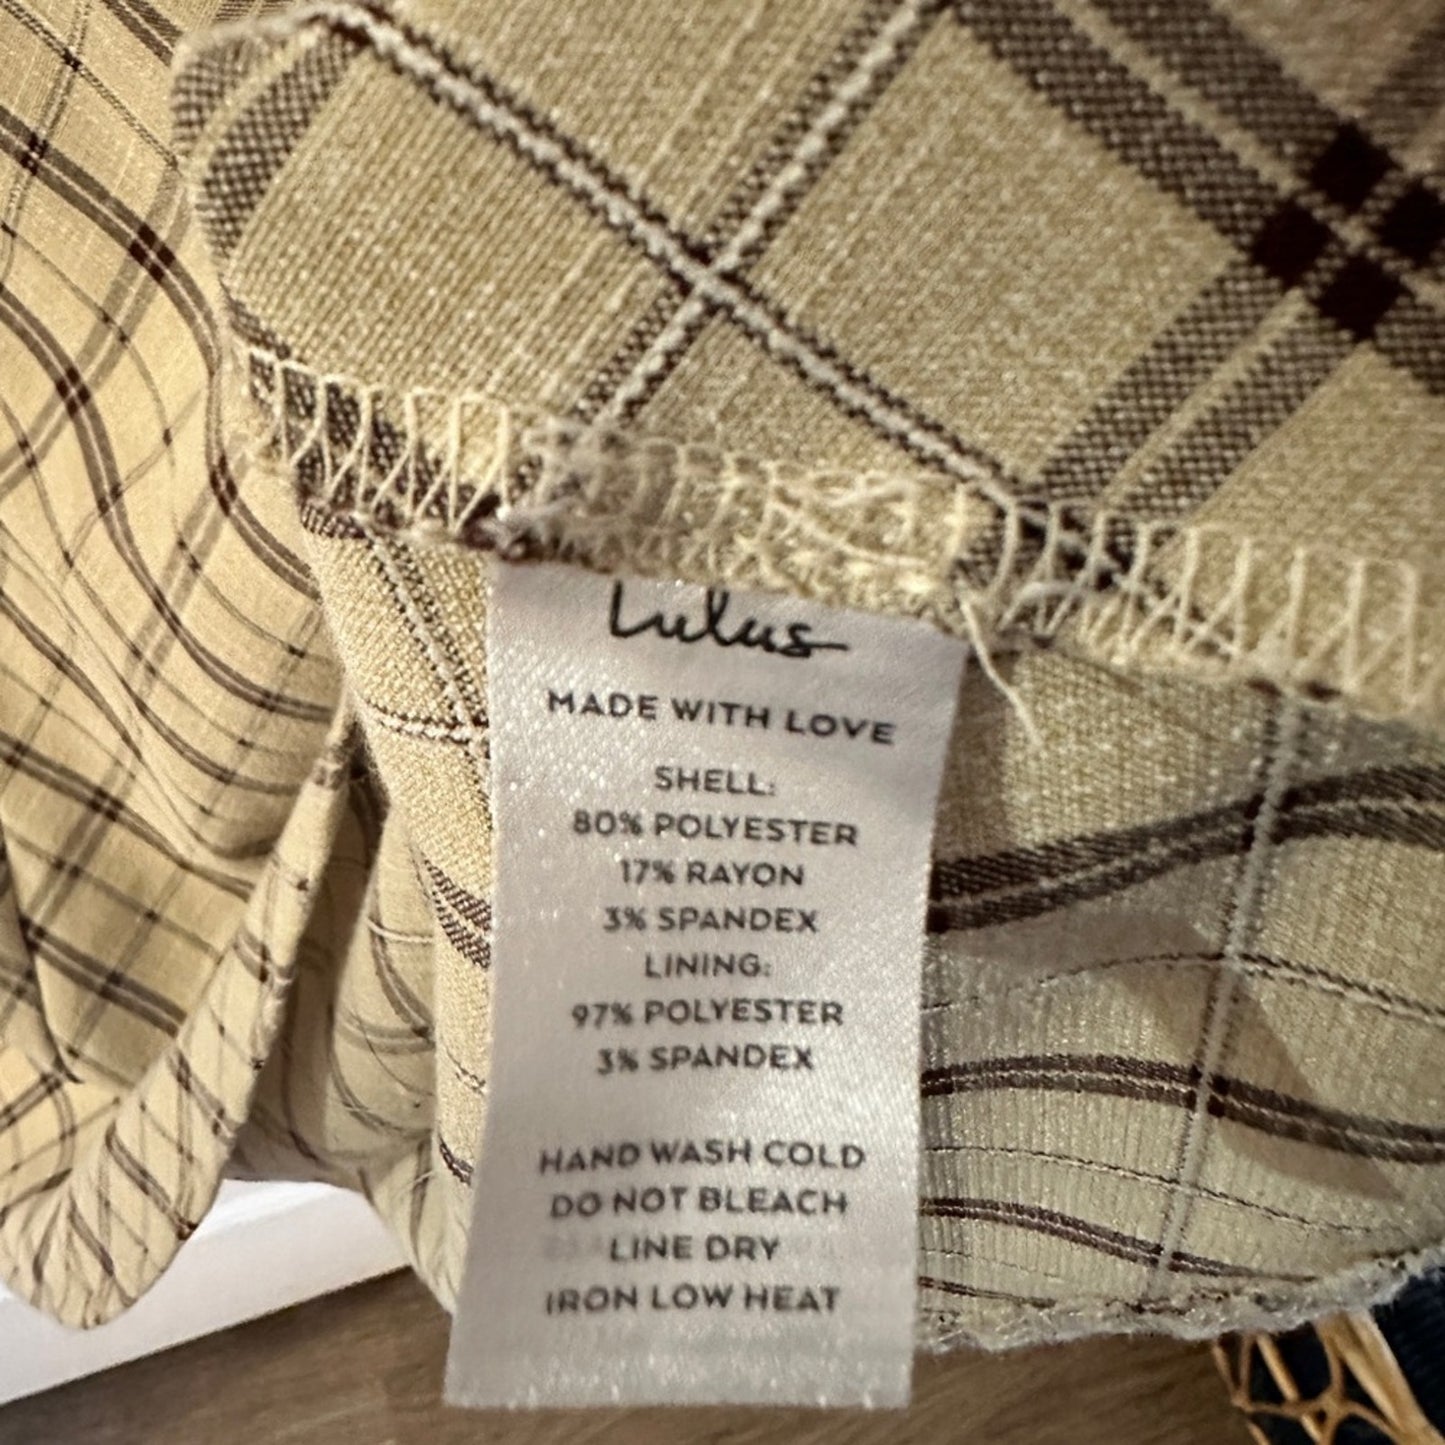 Lulus
MADE WITH LOVE
SHELL:
80% POLYESTER
17% RAYON
3% SPANDEX
LINING:
97% POLYESTER
3% SPANDEX
HAND WASH COLD
DO NOT BLEACH
LINE DRY
IRON LOW HEAT